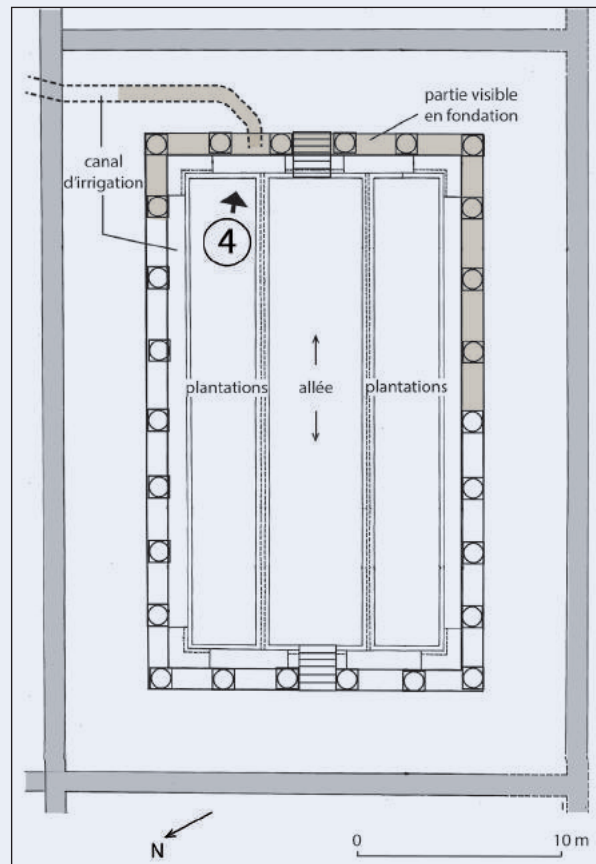 partie visible
en fondation
canal
d'irrigation
4
plantations
allée
plantations
N
0
10 m